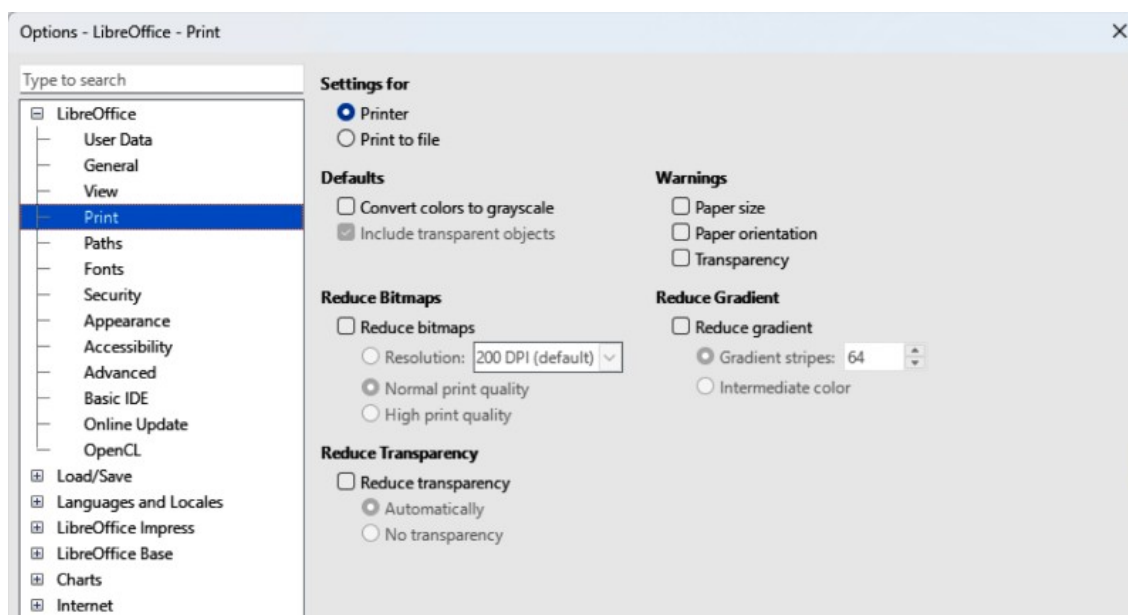 Options - LibreOffice - Print
Type to search
LibreOffice
User Data
General
View
Print
Paths
Fonts
Security
Appearance
Accessibility
Advanced
Basic IDE
Online Update
OpenCL
Load/Save
Languages and Locales
LibreOffice Impress
LibreOffice Base
Charts
Internet
Settings for
Printer
Print to file
Defaults
Convert colors to grayscale
Include transparent objects
Warnings
Paper size
Paper orientation
Transparency
Reduce Bitmaps
Reduce bitmaps
Resolution: 200 DPI (default)
Normal print quality
High print quality
Reduce Gradient
Reduce gradient
Gradient stripes: 64
Intermediate color
Reduce Transparency
Reduce transparency
Automatically
No transparency